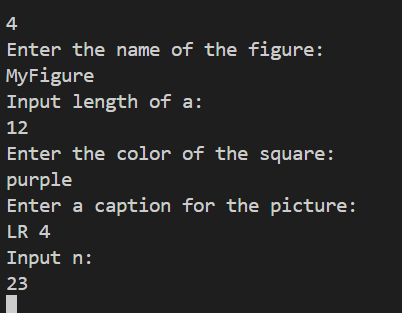 4
Enter the name of the figure:
MyFigure
Input length of a:
12
Enter the color of the square:
purple
Enter a caption for the picture:
LR 4
Input n:
23